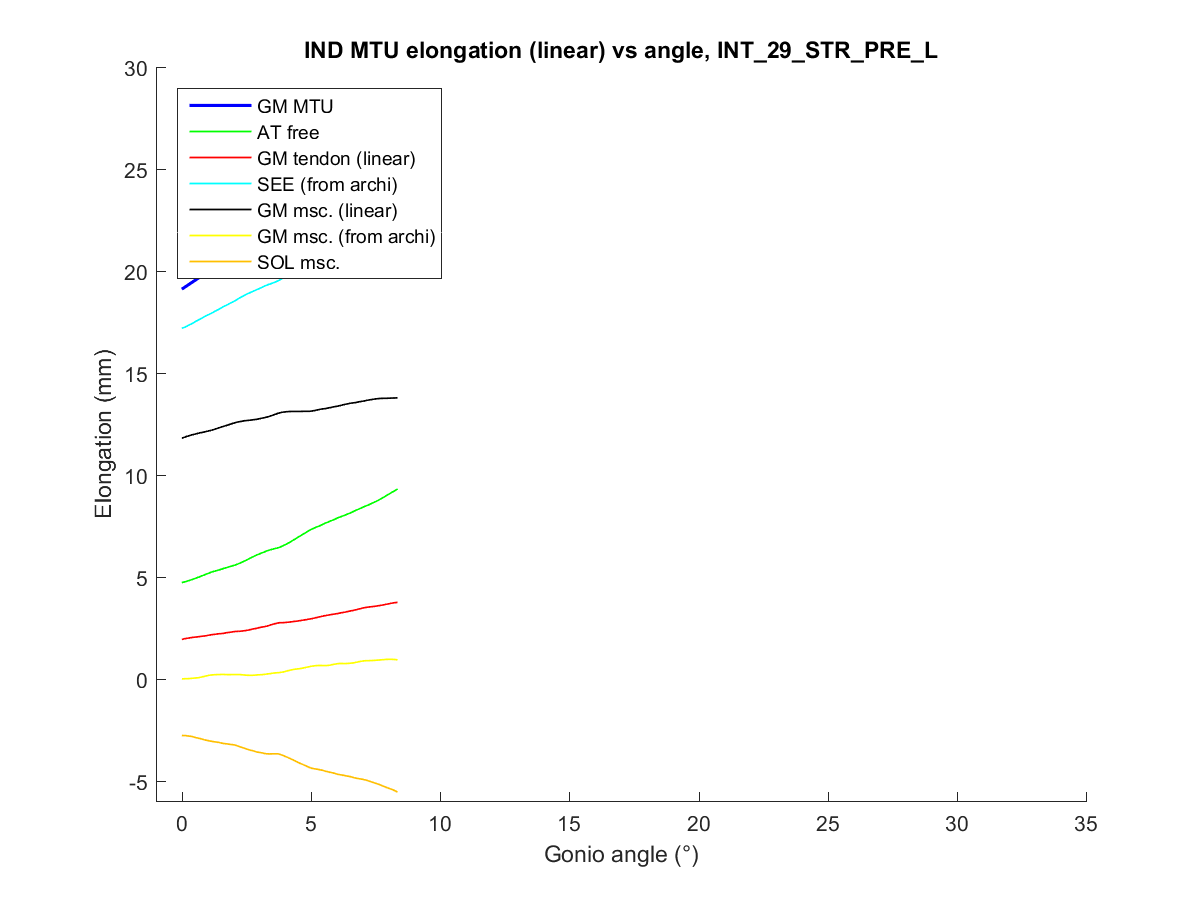 IND MTU elongation (linear) vs angle, INT_29_STR_PRE_L
30
25
20
15
10
5
0
-5
Elongation (mm)
GM MTU
AT free
GM tendon (linear)
SEE (from archi)
GM msc. (linear)
GM msc. (from archi)
SOL msc.
0 5 10 15 20 25 30 35
Gonio angle (°)